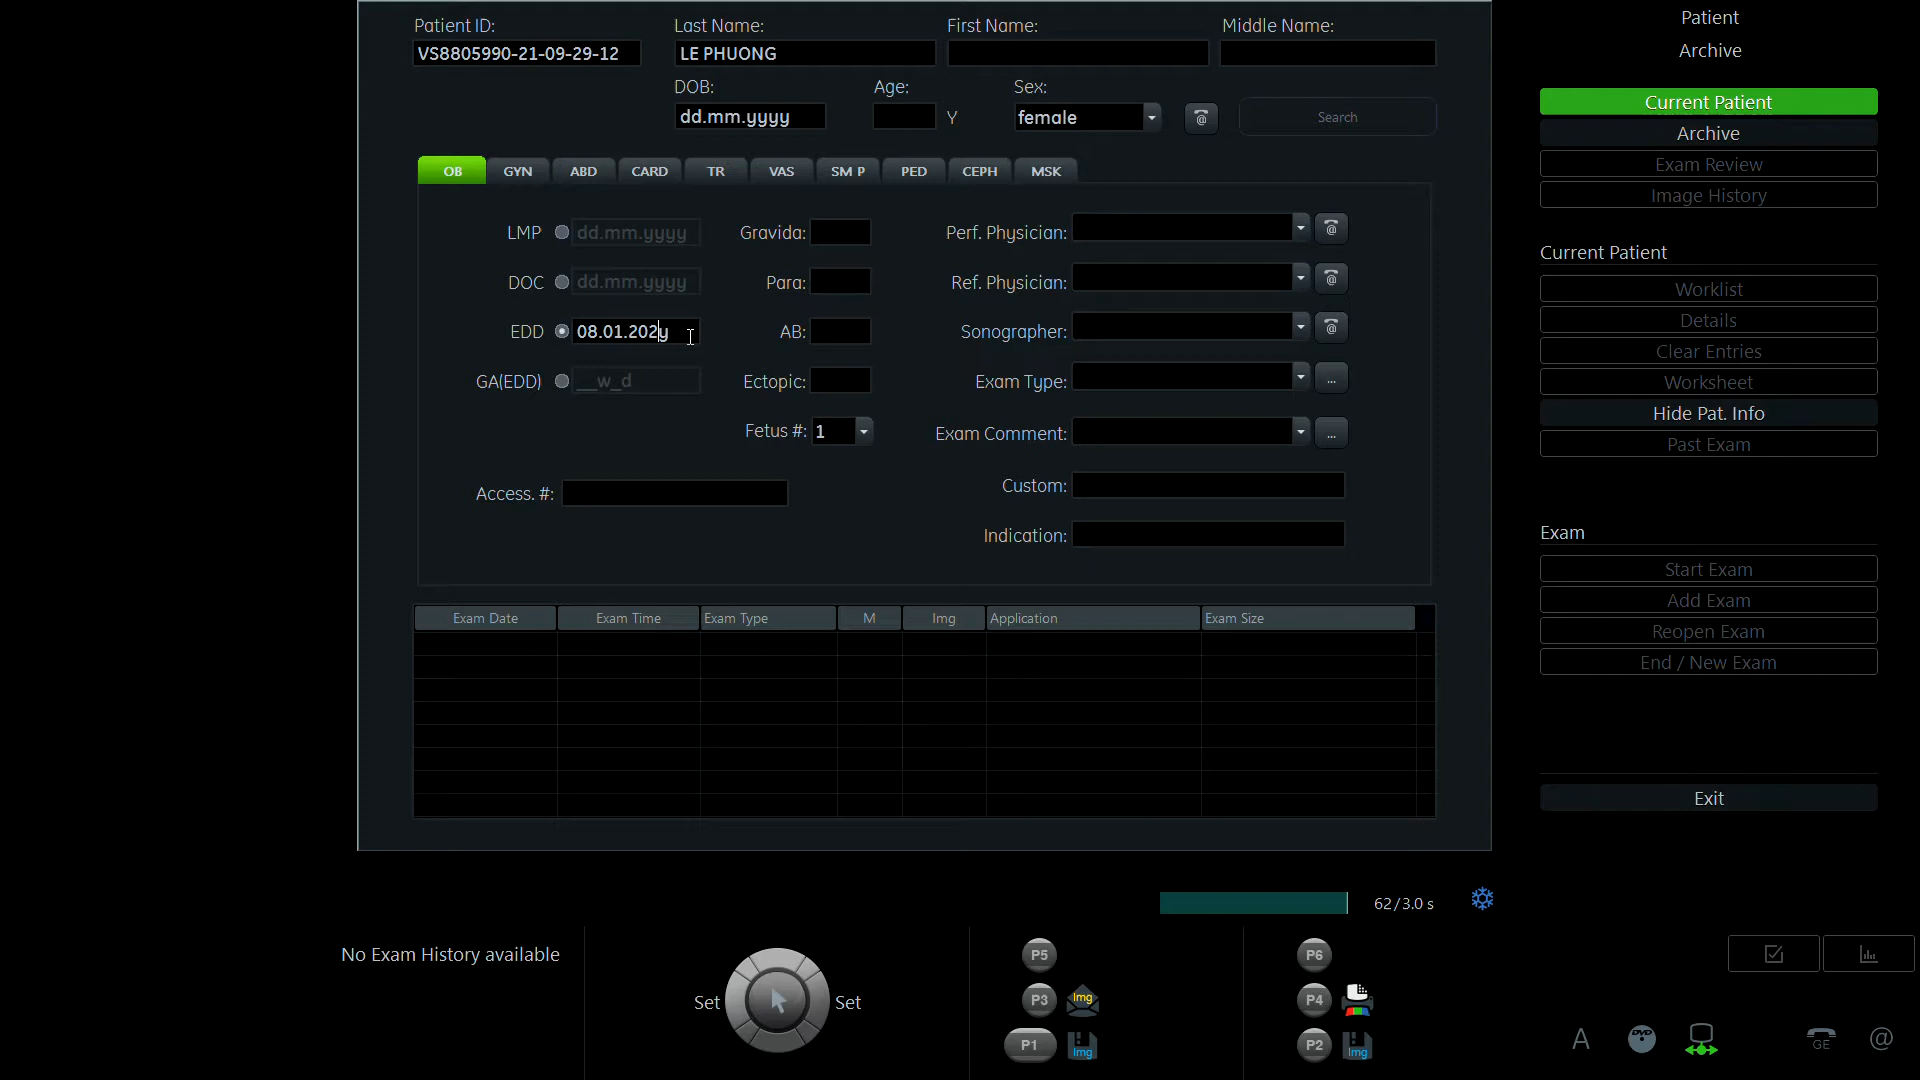 Patient ID: Last Name: First Name: Middle Name:
VS8805990-21-09-29-12 LE PHUONG
DOB: Age: Sex:
dd.mm.yyyy Y female @ Search
OB GYN ABD CARD TR VAS SM P PED CEPH MSK
LMP dd.mm.yyyy Gravida: Perf. Physician: @
DOC dd.mm.yyyy Para: Ref. Physician: @
EDD 08.01.202y AB: Sonographer: @
GA(EDD) __w_d Ectopic: Exam Type: ...
Fetus #: 1 Exam Comment: ...
Access. #: Custom:
Indication:
Exam Date Exam Time Exam Type M Img Application Exam Size
Patient
Archive
Current Patient
Archive
Exam Review
Image History
Current Patient
Worklist
Details
Clear Entries
Worksheet
Hide Pat. Info
Past Exam
Exam
Start Exam
Add Exam
Reopen Exam
End / New Exam
Exit
62/3.0 s
No Exam History available
Set Set
P5 P6
P3 Img P4
P1 Img P2 Img
A DVD GE @